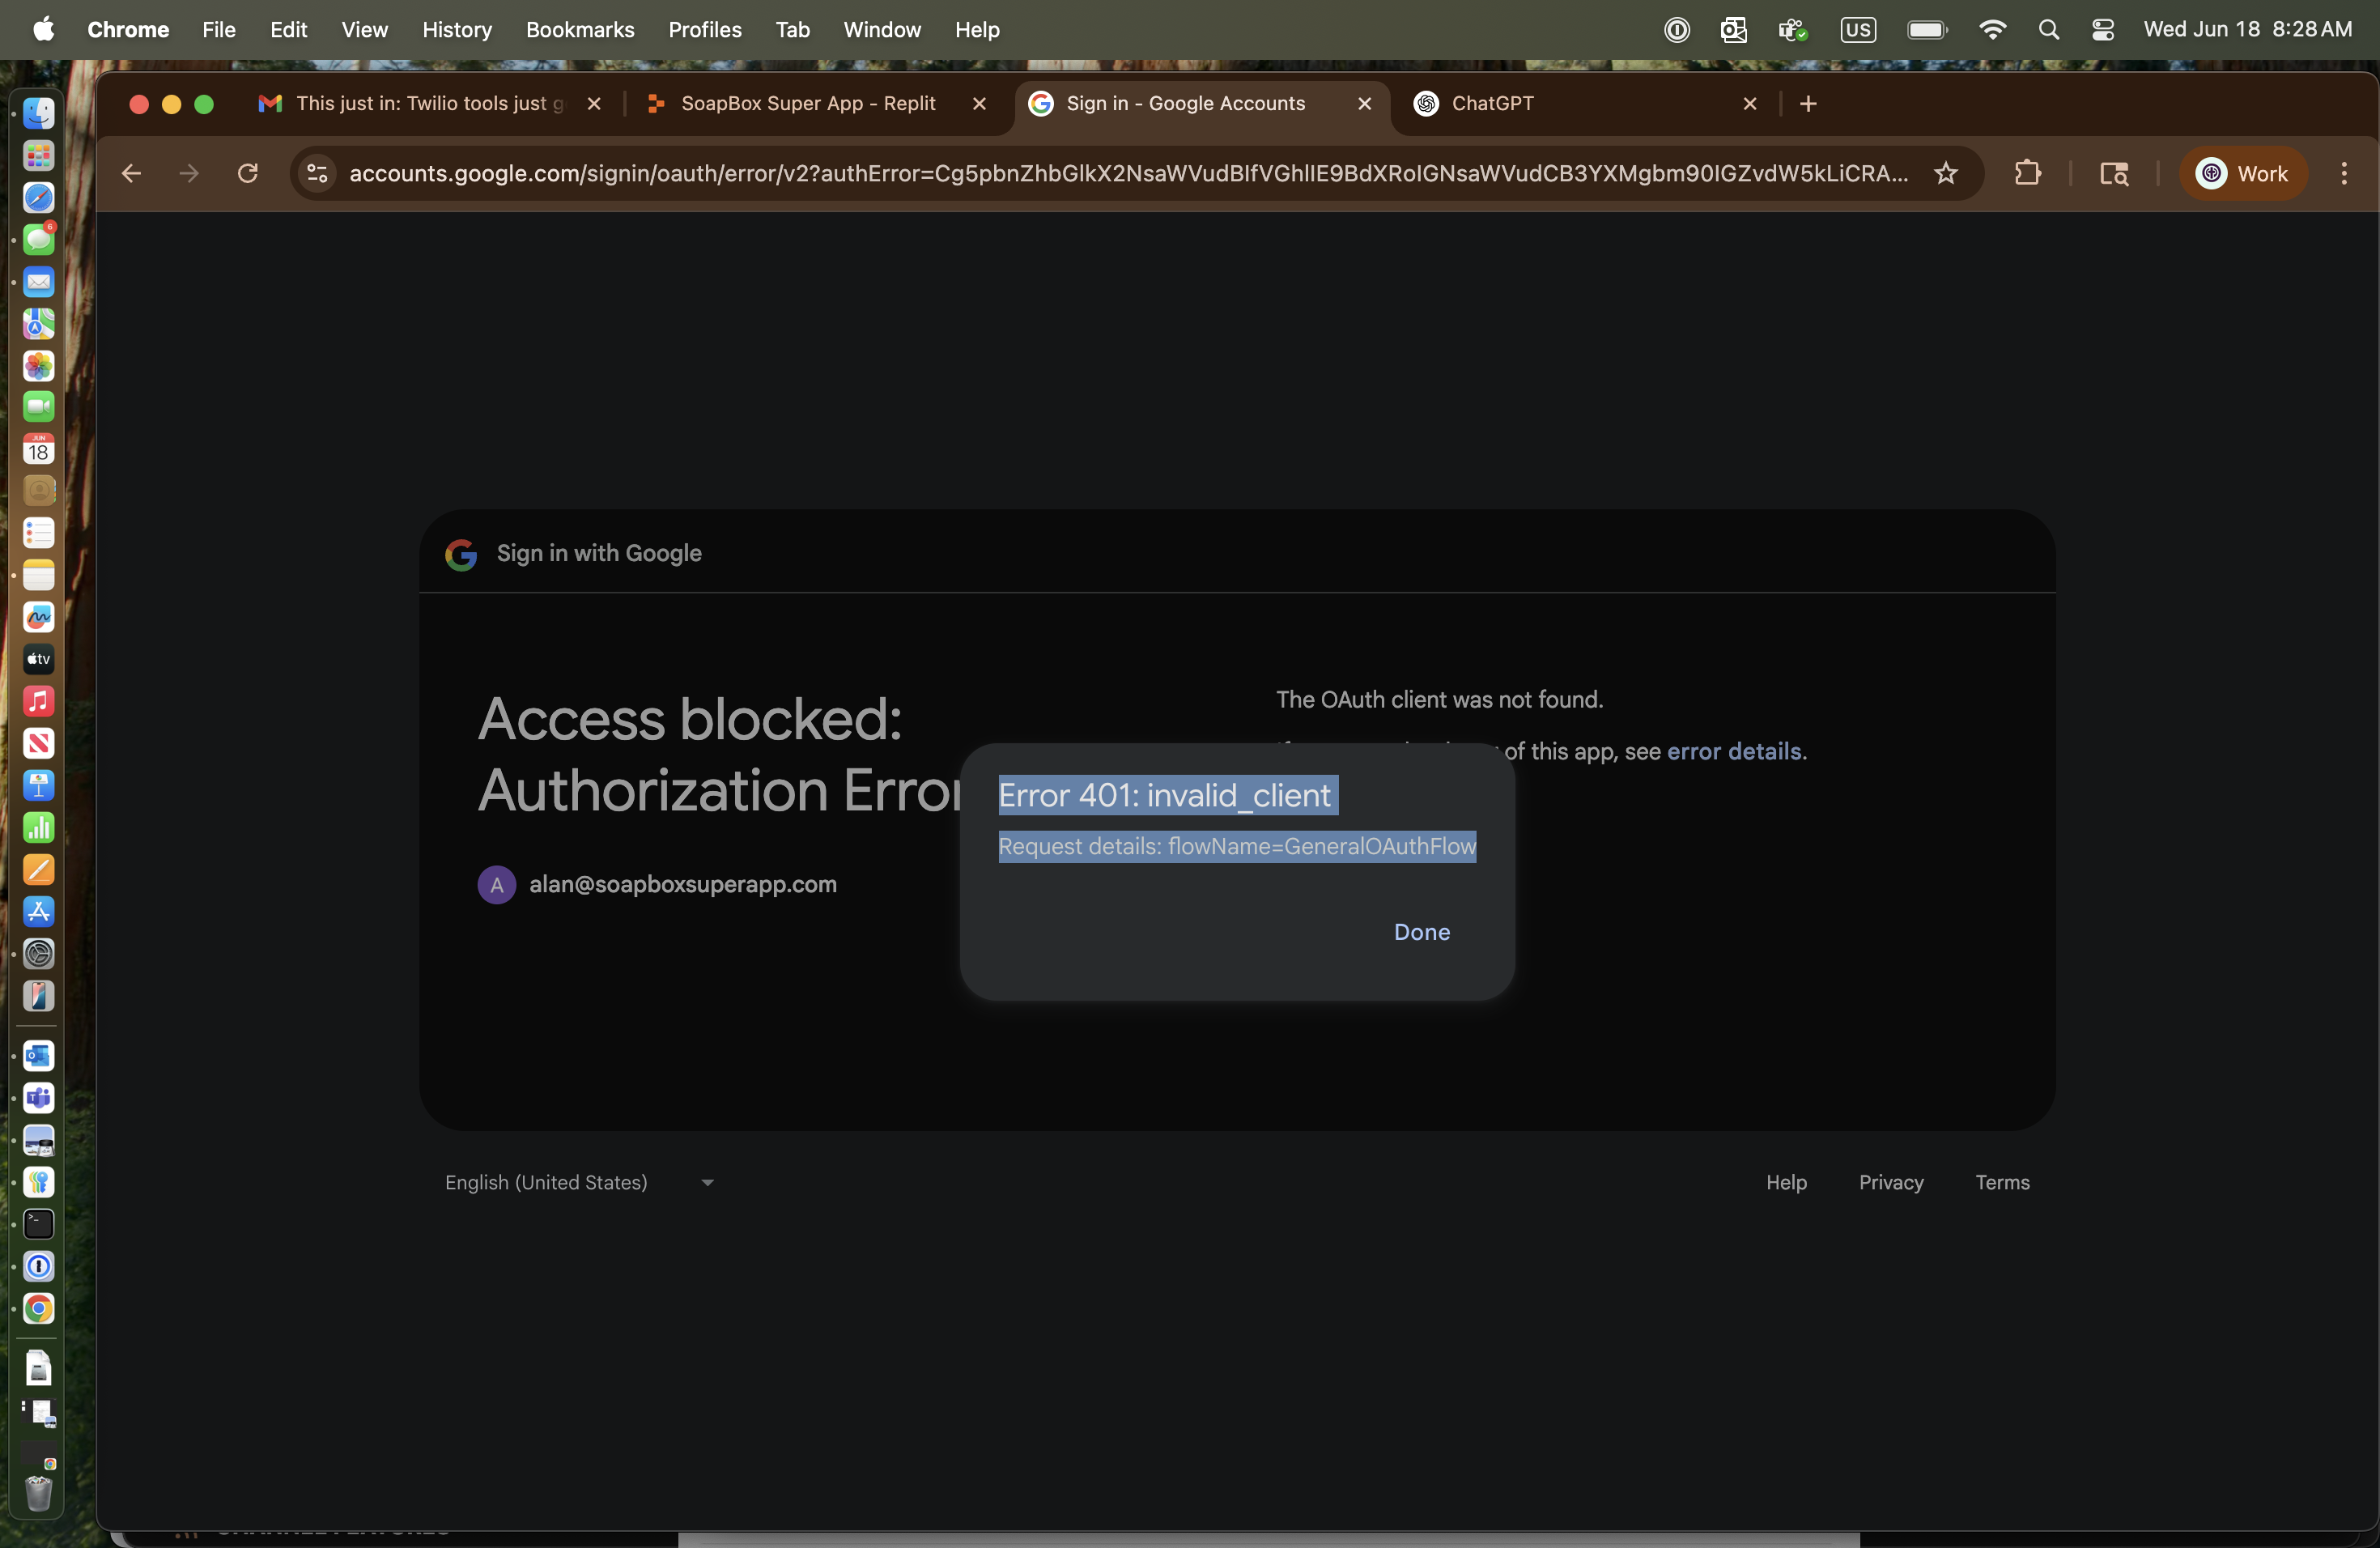 Chrome File Edit View History Bookmarks Profiles Tab Window Help US Wed Jun 18 8:28 AM
This just in: Twilio tools just g SoapBox Super App - Replit Sign in - Google Accounts ChatGPT
accounts.google.com/signin/oauth/error/v2?authError=Cg5pbnZhbGlkX2NsaWVudBIfVGhlIE9BdXRoIGNsaWVudCB3YXMgbm90IGZvdW5kLiCRA... Work
6
JUN
18
tv
Sign in with Google
Access blocked:
Authorization Error
A alan@soapboxsuperapp.com
The OAuth client was not found.
of this app, see error details.
Error 401: invalid_client
Request details: flowName=GeneralOAuthFlow
Done
English (United States) Help Privacy Terms